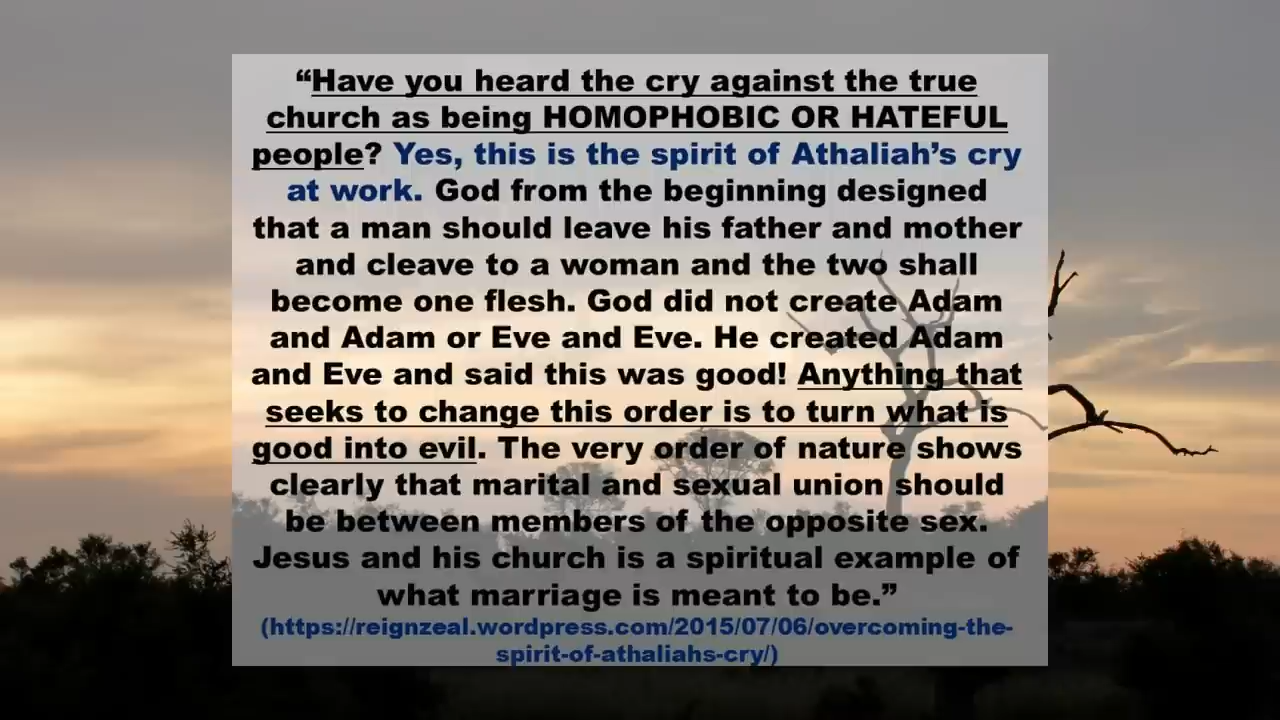 “Have you heard the cry against the true
church as being HOMOPHOBIC OR HATEFUL
people? Yes, this is the spirit of Athaliah’s cry
at work. God from the beginning designed
that a man should leave his father and mother
and cleave to a woman and the two shall
become one flesh. God did not create Adam
and Adam or Eve and Eve. He created Adam
and Eve and said this was good! Anything that
seeks to change this order is to turn what is
good into evil. The very order of nature shows
clearly that marital and sexual union should
be between members of the opposite sex.
Jesus and his church is a spiritual example of
what marriage is meant to be.”
(https://reignzeal.wordpress.com/2015/07/06/overcoming-the-
spirit-of-athaliahs-cry/)